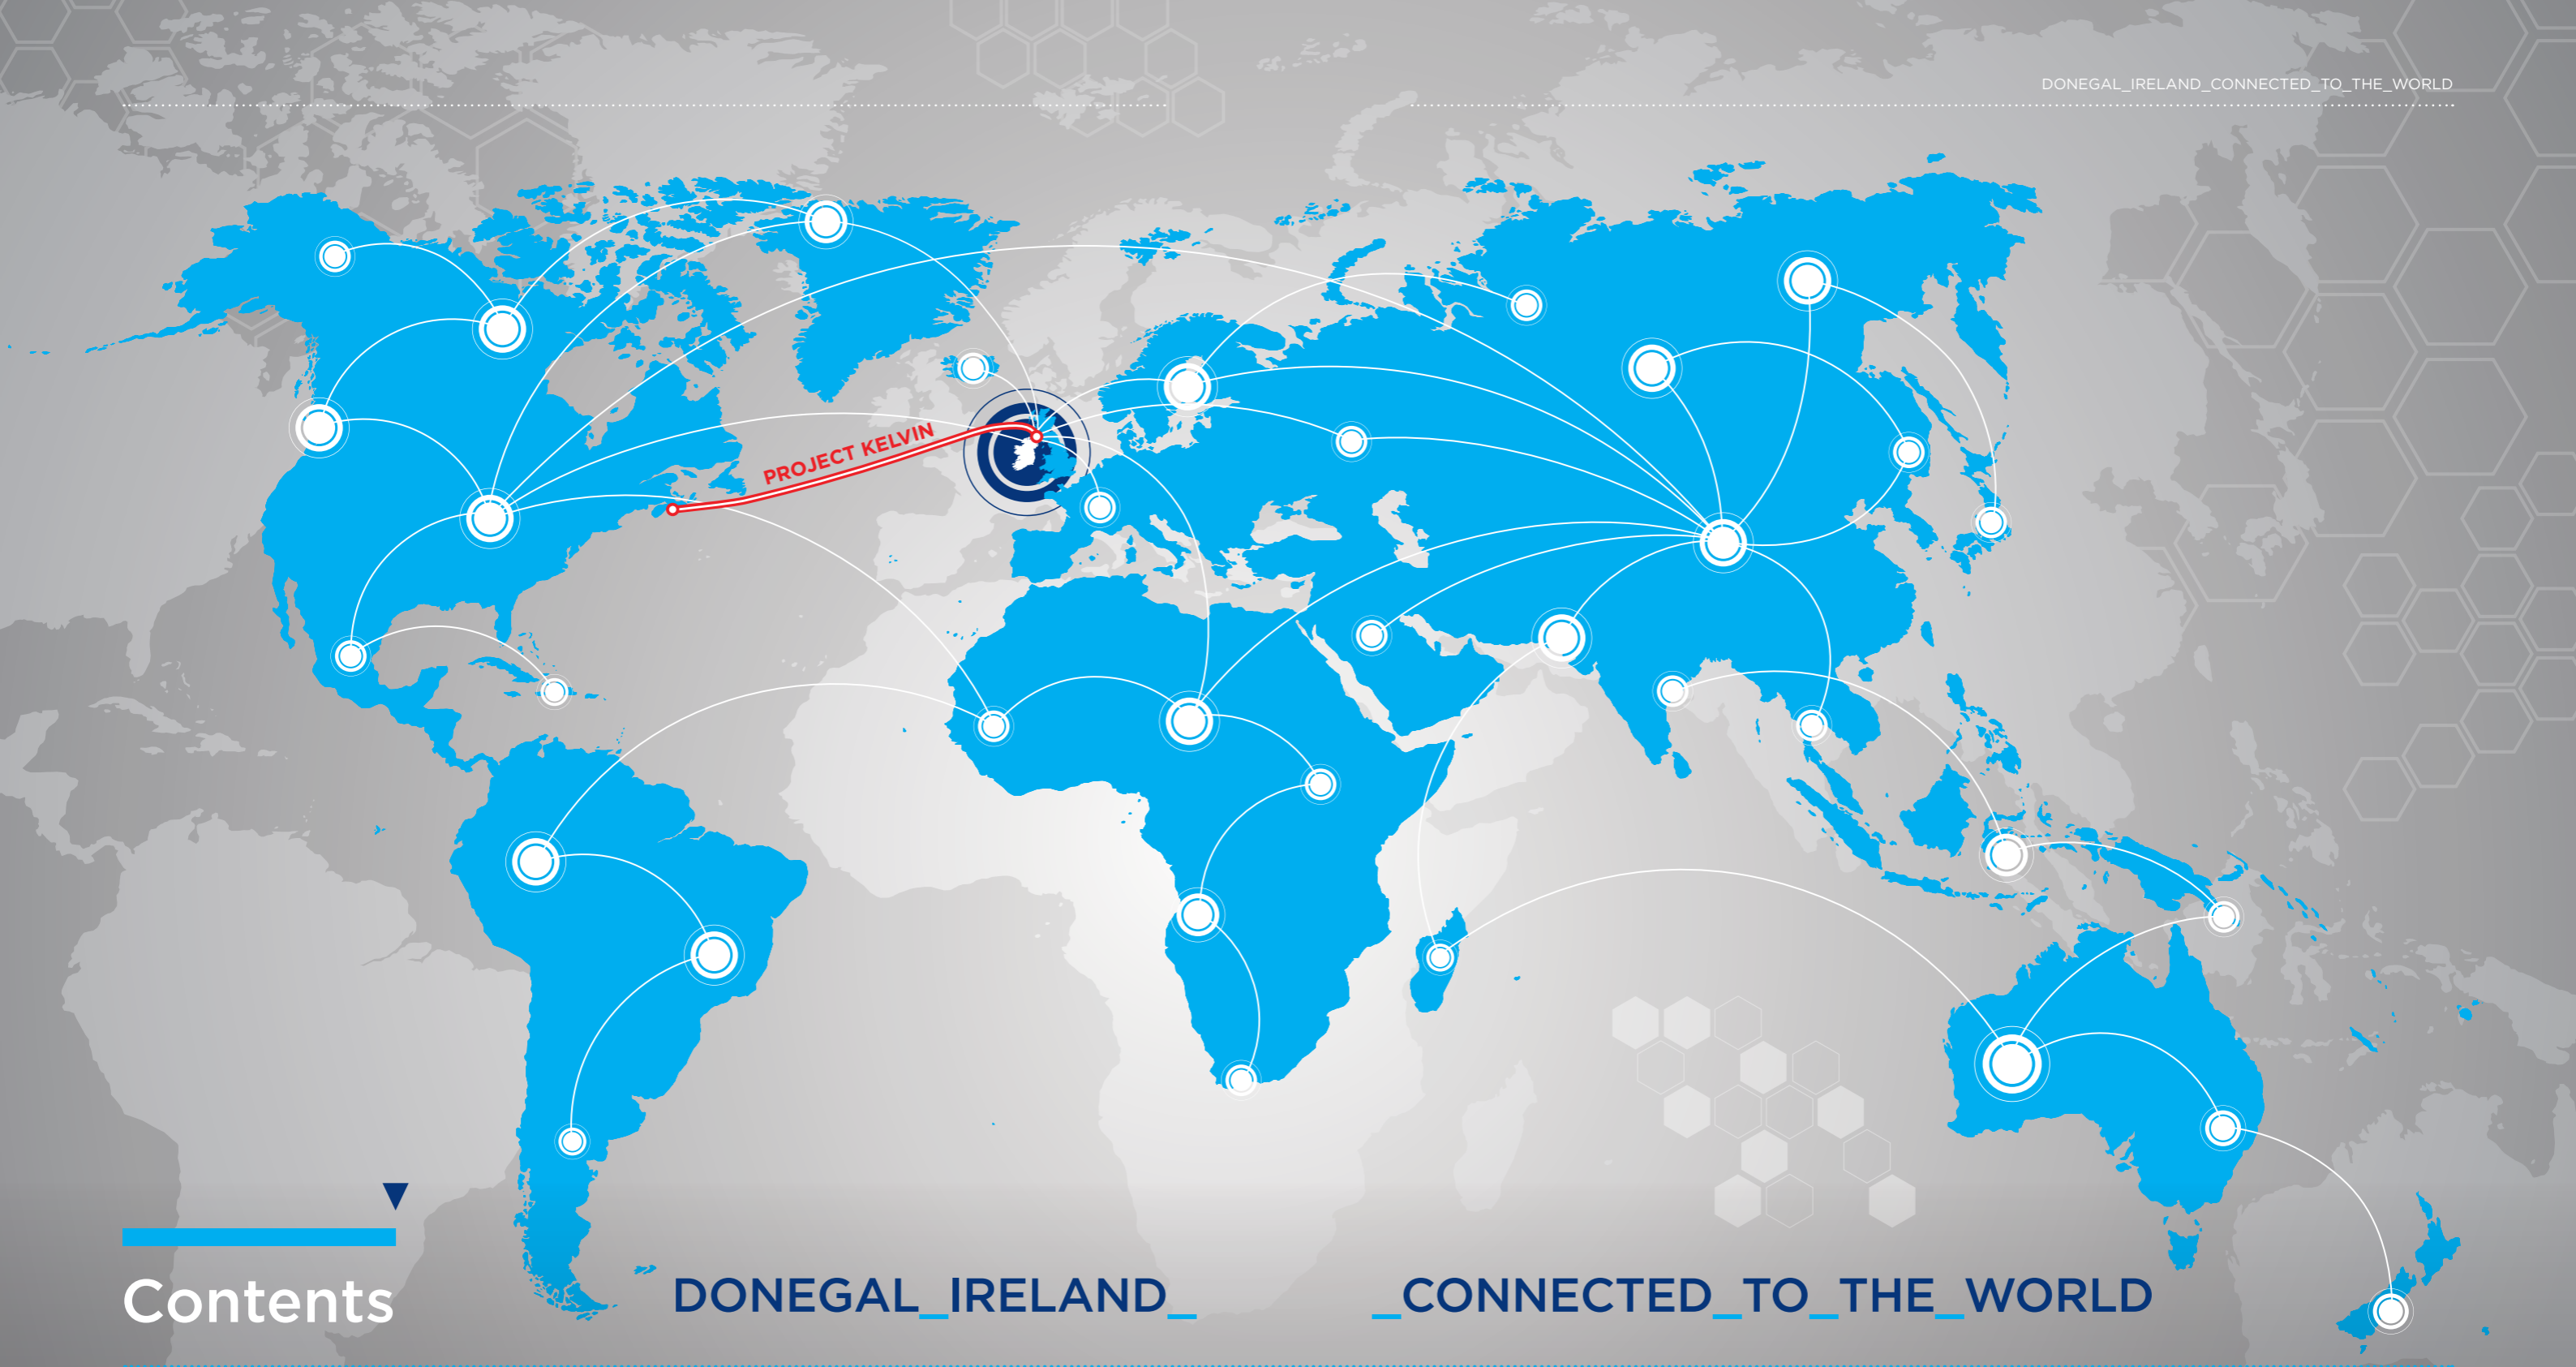 DONEGAL_IRELAND_CONNECTED_TO_THE_WORLD
PROJECT KELVIN
Contents
DONEGAL_IRELAND_ _CONNECTED_TO_THE_WORLD